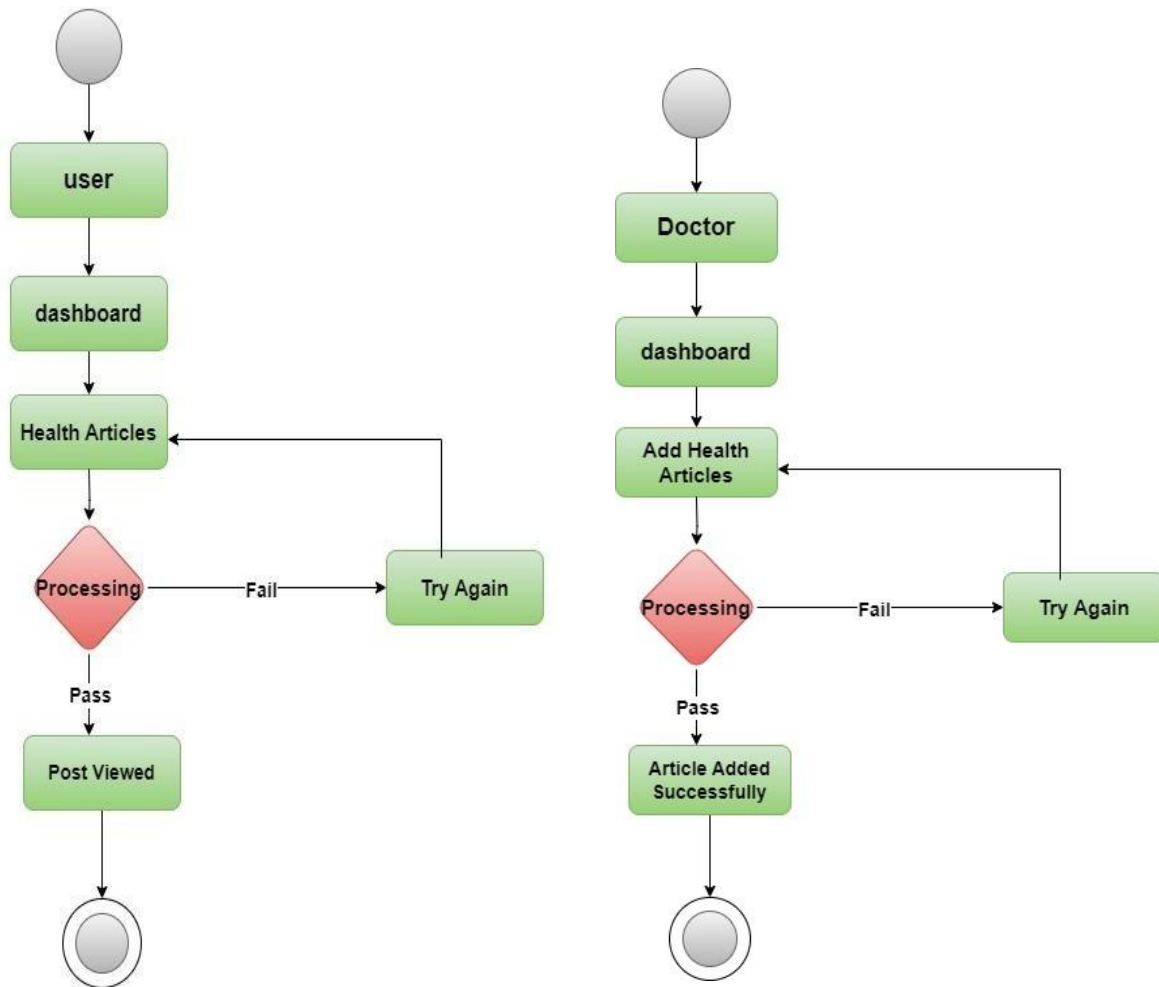 user
dashboard
Health Articles
Processing
Fail
Try Again
Pass
Post Viewed
Doctor
dashboard
Add Health
Articles
Processing
Fail
Try Again
Pass
Article Added
Successfully